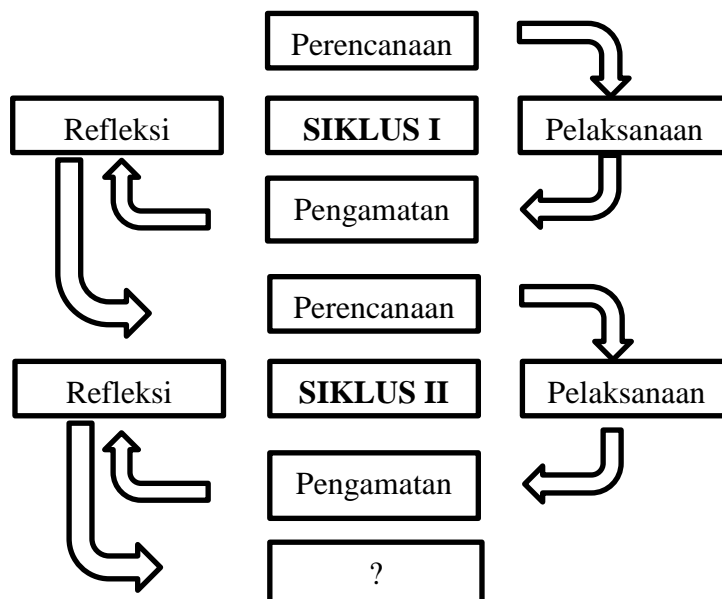 Perencanaan
Refleksi
SIKLUS I
Pelaksanaan
Pengamatan
Perencanaan
Refleksi
SIKLUS II
Pelaksanaan
Pengamatan
?